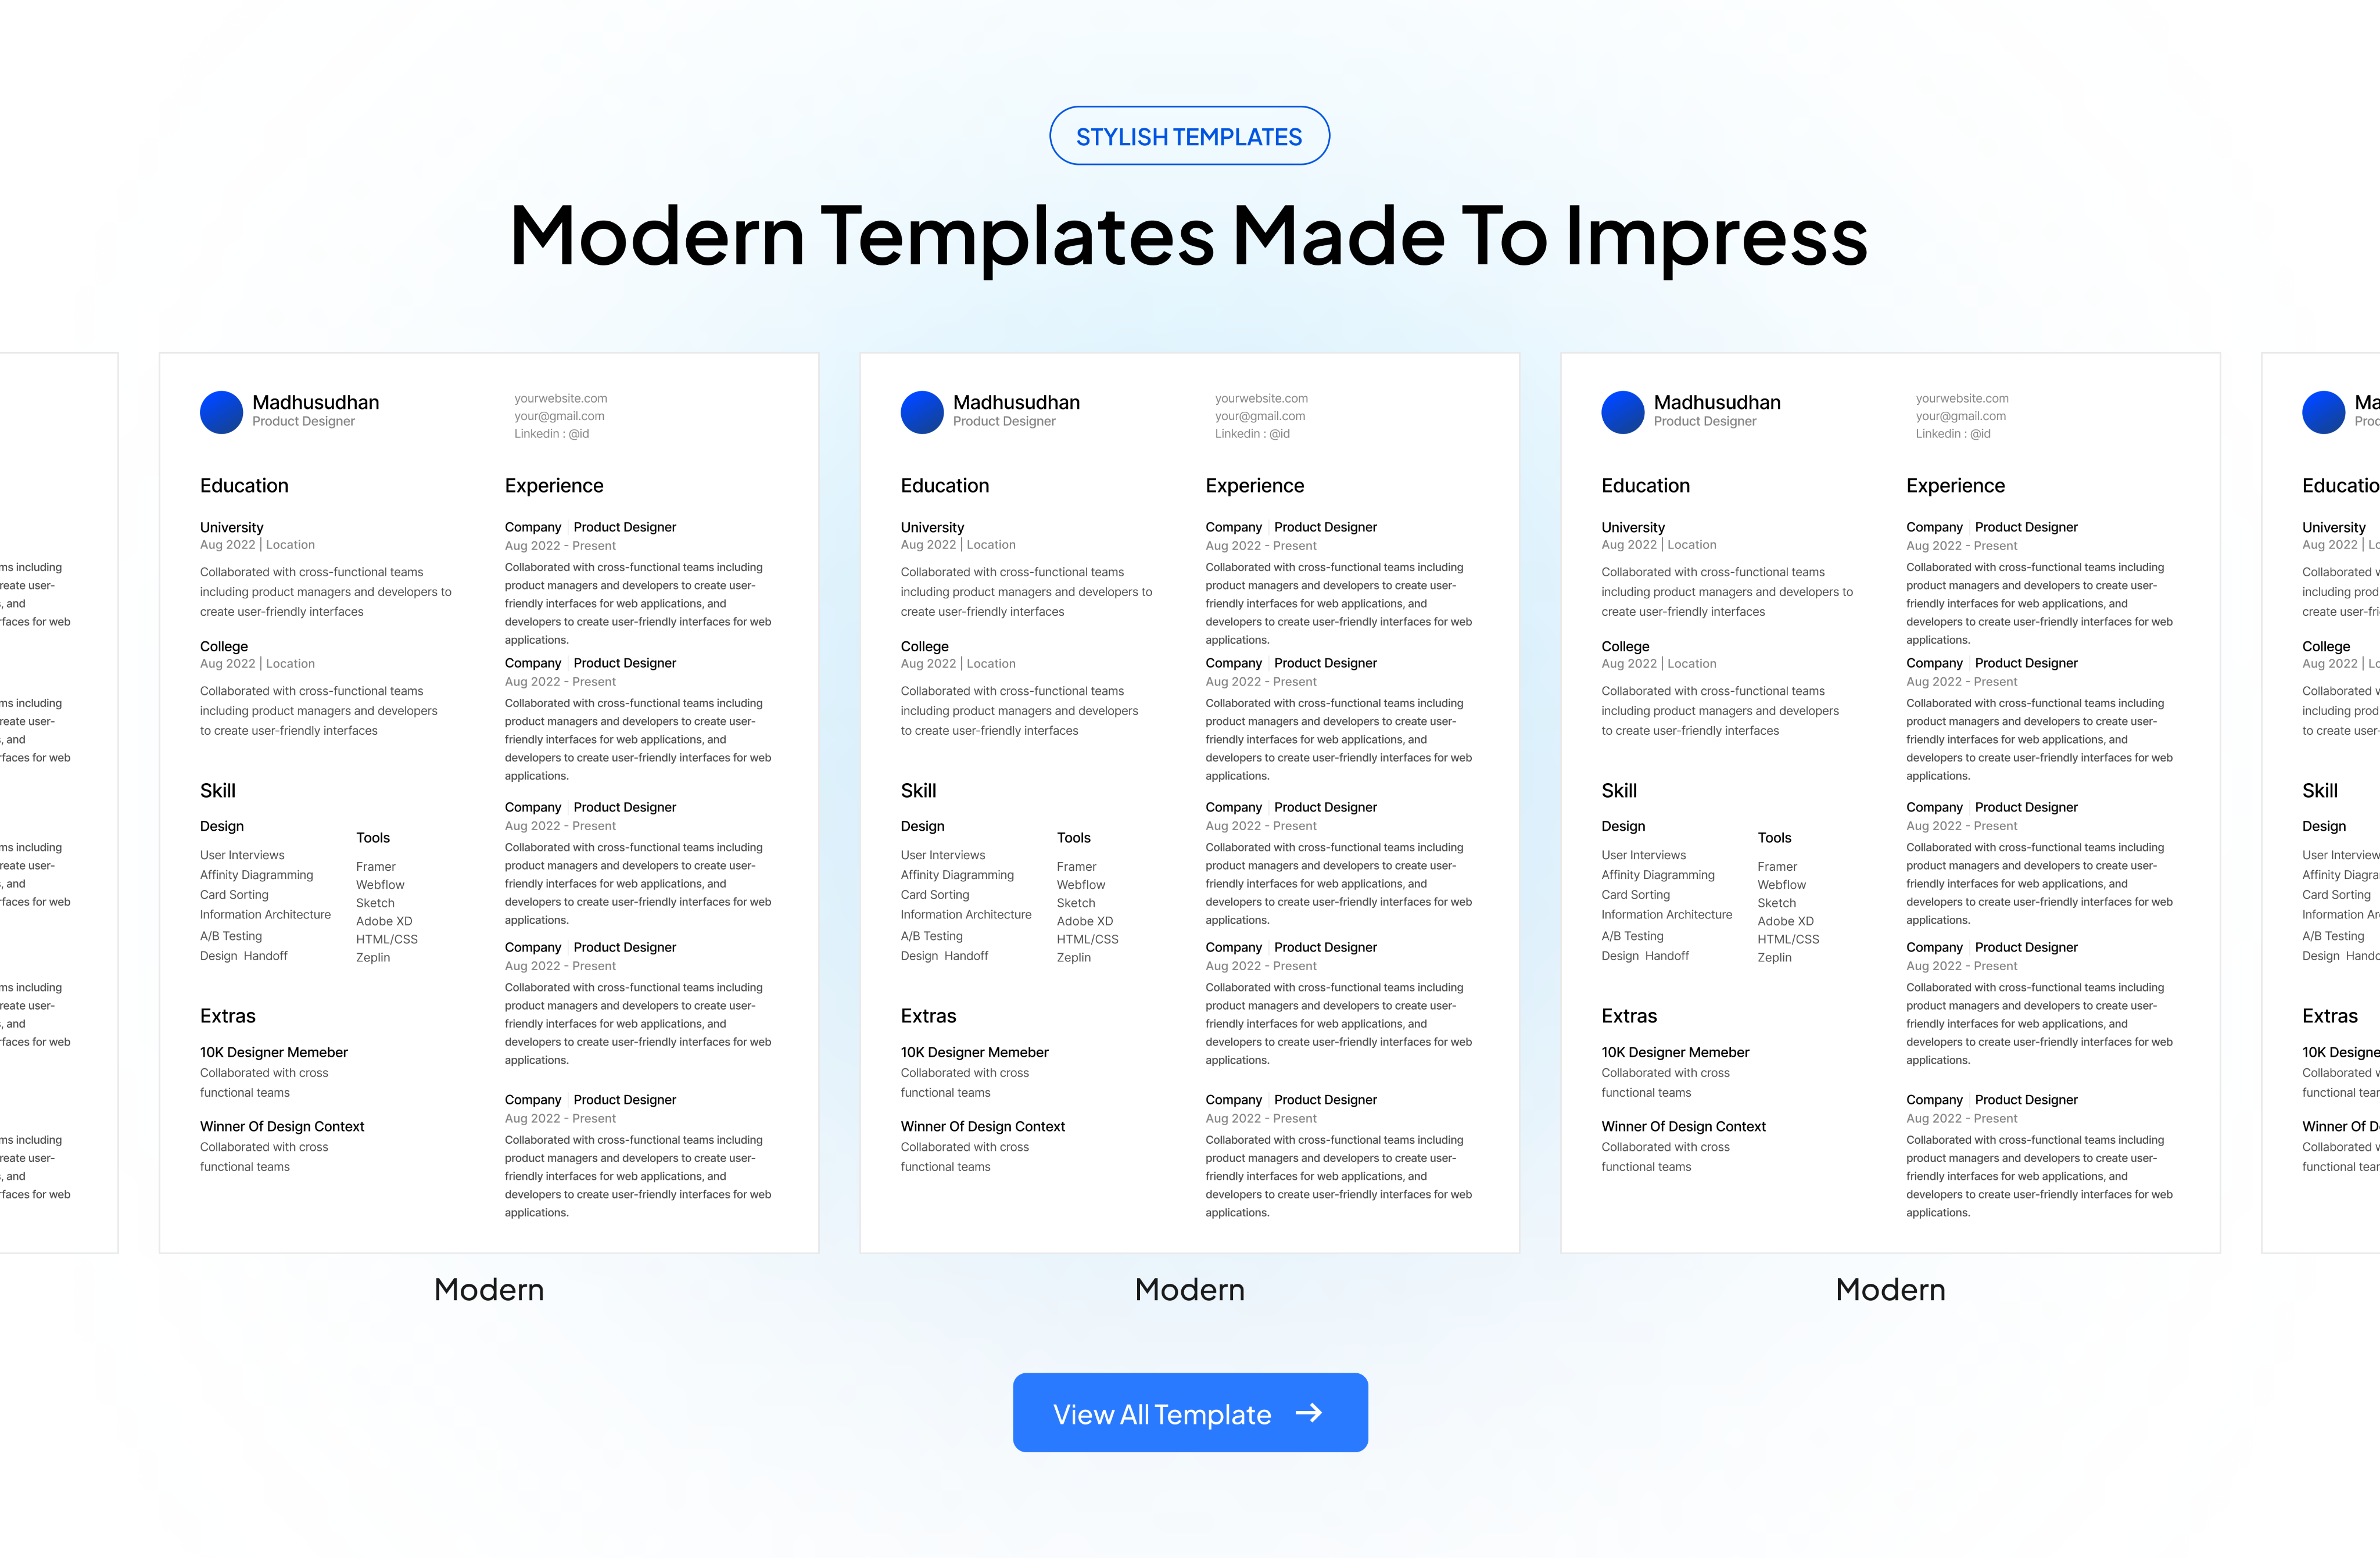 STYLISH TEMPLATES
Modern Templates Made To Impress
ms including
reate user-
s, and
rfaces for web
ms including
reate user-
s, and
rfaces for web
ms including
reate user-
s, and
rfaces for web
ms including
reate user-
s, and
rfaces for web
ms including
reate user-
s, and
rfaces for web
Madhusudhan
Product Designer
yourwebsite.com
your@gmail.com
Linkedin : @id
Education
University
Aug 2022 | Location
Collaborated with cross-functional teams
including product managers and developers to
create user-friendly interfaces
College
Aug 2022 | Location
Collaborated with cross-functional teams
including product managers and developers
to create user-friendly interfaces
Skill
Design
User Interviews
Affinity Diagramming
Card Sorting
Information Architecture
A/B Testing
Design Handoff
Tools
Framer
Webflow
Sketch
Adobe XD
HTML/CSS
Zeplin
Extras
10K Designer Memeber
Collaborated with cross
functional teams
Winner Of Design Context
Collaborated with cross
functional teams
Experience
Company | Product Designer
Aug 2022 - Present
Collaborated with cross-functional teams including
product managers and developers to create user-
friendly interfaces for web applications, and
developers to create user-friendly interfaces for web
applications.
Company | Product Designer
Aug 2022 - Present
Collaborated with cross-functional teams including
product managers and developers to create user-
friendly interfaces for web applications, and
developers to create user-friendly interfaces for web
applications.
Company | Product Designer
Aug 2022 - Present
Collaborated with cross-functional teams including
product managers and developers to create user-
friendly interfaces for web applications, and
developers to create user-friendly interfaces for web
applications.
Company | Product Designer
Aug 2022 - Present
Collaborated with cross-functional teams including
product managers and developers to create user-
friendly interfaces for web applications, and
developers to create user-friendly interfaces for web
applications.
Company | Product Designer
Aug 2022 - Present
Collaborated with cross-functional teams including
product managers and developers to create user-
friendly interfaces for web applications, and
developers to create user-friendly interfaces for web
applications.
Modern
Madhusudhan
Product Designer
yourwebsite.com
your@gmail.com
Linkedin : @id
Education
University
Aug 2022 | Location
Collaborated with cross-functional teams
including product managers and developers to
create user-friendly interfaces
College
Aug 2022 | Location
Collaborated with cross-functional teams
including product managers and developers
to create user-friendly interfaces
Skill
Design
User Interviews
Affinity Diagramming
Card Sorting
Information Architecture
A/B Testing
Design Handoff
Tools
Framer
Webflow
Sketch
Adobe XD
HTML/CSS
Zeplin
Extras
10K Designer Memeber
Collaborated with cross
functional teams
Winner Of Design Context
Collaborated with cross
functional teams
Experience
Company | Product Designer
Aug 2022 - Present
Collaborated with cross-functional teams including
product managers and developers to create user-
friendly interfaces for web applications, and
developers to create user-friendly interfaces for web
applications.
Company | Product Designer
Aug 2022 - Present
Collaborated with cross-functional teams including
product managers and developers to create user-
friendly interfaces for web applications, and
developers to create user-friendly interfaces for web
applications.
Company | Product Designer
Aug 2022 - Present
Collaborated with cross-functional teams including
product managers and developers to create user-
friendly interfaces for web applications, and
developers to create user-friendly interfaces for web
applications.
Company | Product Designer
Aug 2022 - Present
Collaborated with cross-functional teams including
product managers and developers to create user-
friendly interfaces for web applications, and
developers to create user-friendly interfaces for web
applications.
Company | Product Designer
Aug 2022 - Present
Collaborated with cross-functional teams including
product managers and developers to create user-
friendly interfaces for web applications, and
developers to create user-friendly interfaces for web
applications.
Modern
Madhusudhan
Product Designer
yourwebsite.com
your@gmail.com
Linkedin : @id
Education
University
Aug 2022 | Location
Collaborated with cross-functional teams
including product managers and developers to
create user-friendly interfaces
College
Aug 2022 | Location
Collaborated with cross-functional teams
including product managers and developers
to create user-friendly interfaces
Skill
Design
User Interviews
Affinity Diagramming
Card Sorting
Information Architecture
A/B Testing
Design Handoff
Tools
Framer
Webflow
Sketch
Adobe XD
HTML/CSS
Zeplin
Extras
10K Designer Memeber
Collaborated with cross
functional teams
Winner Of Design Context
Collaborated with cross
functional teams
Experience
Company | Product Designer
Aug 2022 - Present
Collaborated with cross-functional teams including
product managers and developers to create user-
friendly interfaces for web applications, and
developers to create user-friendly interfaces for web
applications.
Company | Product Designer
Aug 2022 - Present
Collaborated with cross-functional teams including
product managers and developers to create user-
friendly interfaces for web applications, and
developers to create user-friendly interfaces for web
applications.
Company | Product Designer
Aug 2022 - Present
Collaborated with cross-functional teams including
product managers and developers to create user-
friendly interfaces for web applications, and
developers to create user-friendly interfaces for web
applications.
Company | Product Designer
Aug 2022 - Present
Collaborated with cross-functional teams including
product managers and developers to create user-
friendly interfaces for web applications, and
developers to create user-friendly interfaces for web
applications.
Company | Product Designer
Aug 2022 - Present
Collaborated with cross-functional teams including
product managers and developers to create user-
friendly interfaces for web applications, and
developers to create user-friendly interfaces for web
applications.
Modern
Ma
Prod
Educatio
University
Aug 2022 | Lo
Collaborated w
including prod
create user-fri
College
Aug 2022 | Lo
Collaborated w
including prod
to create user-
Skill
Design
User Interview
Affinity Diagra
Card Sorting
Information Ar
A/B Testing
Design Hando
Extras
10K Designe
Collaborated w
functional tear
Winner Of D
Collaborated w
functional tear
View All Template →